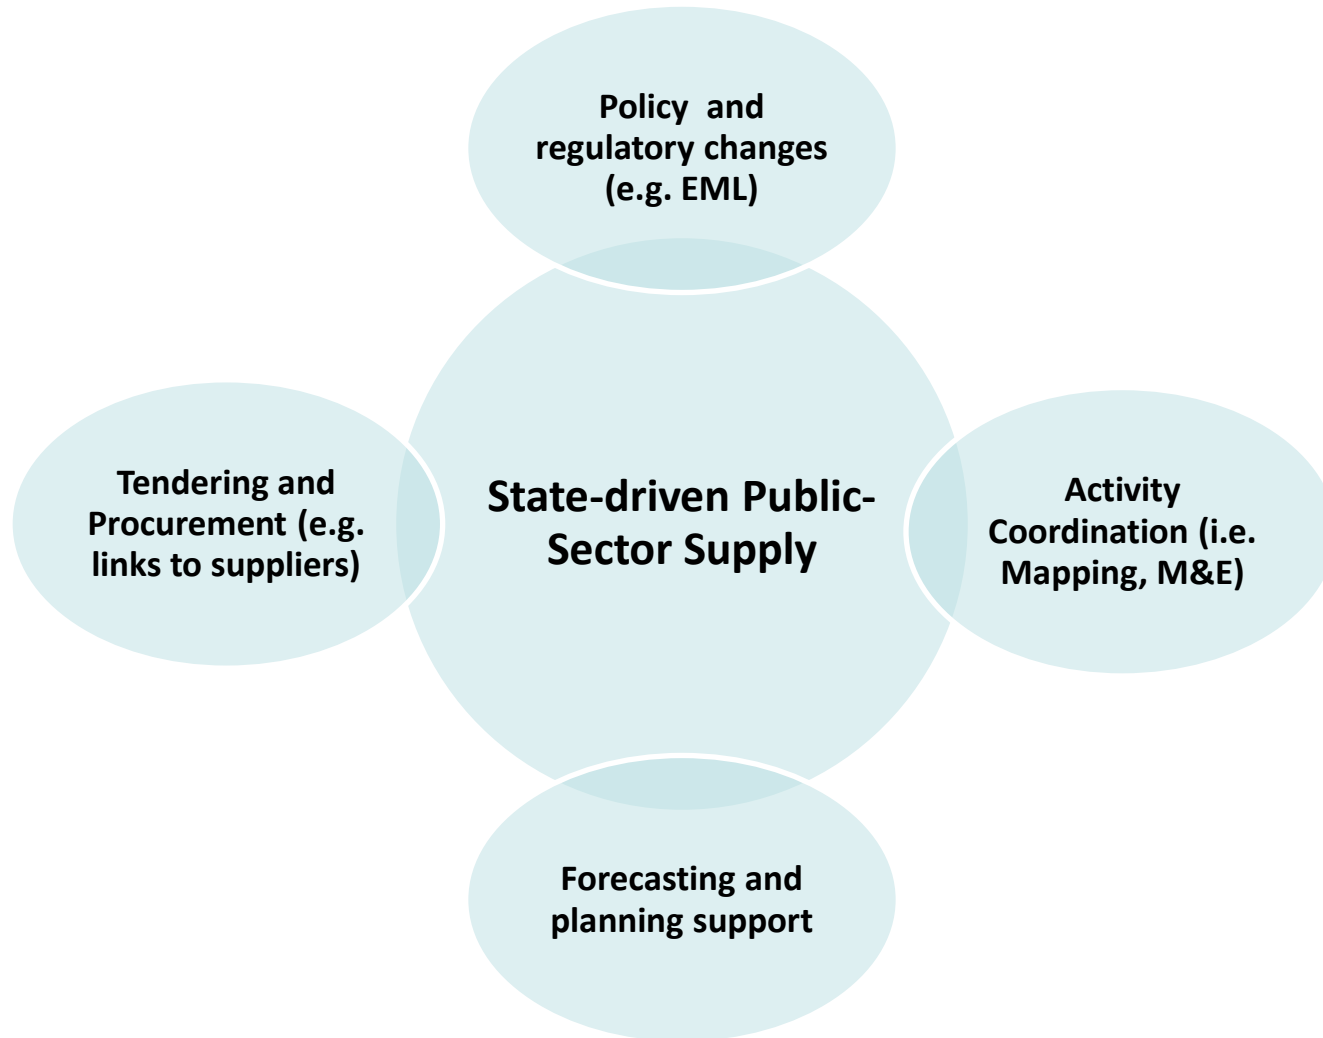 Policy  and
regulatory changes
(e.g. EML)
Tendering and
Procurement (e.g.
links to suppliers)
State-driven Public-
Sector Supply
Activity
Coordination (i.e.
Mapping, M&E)
Forecasting and
planning support